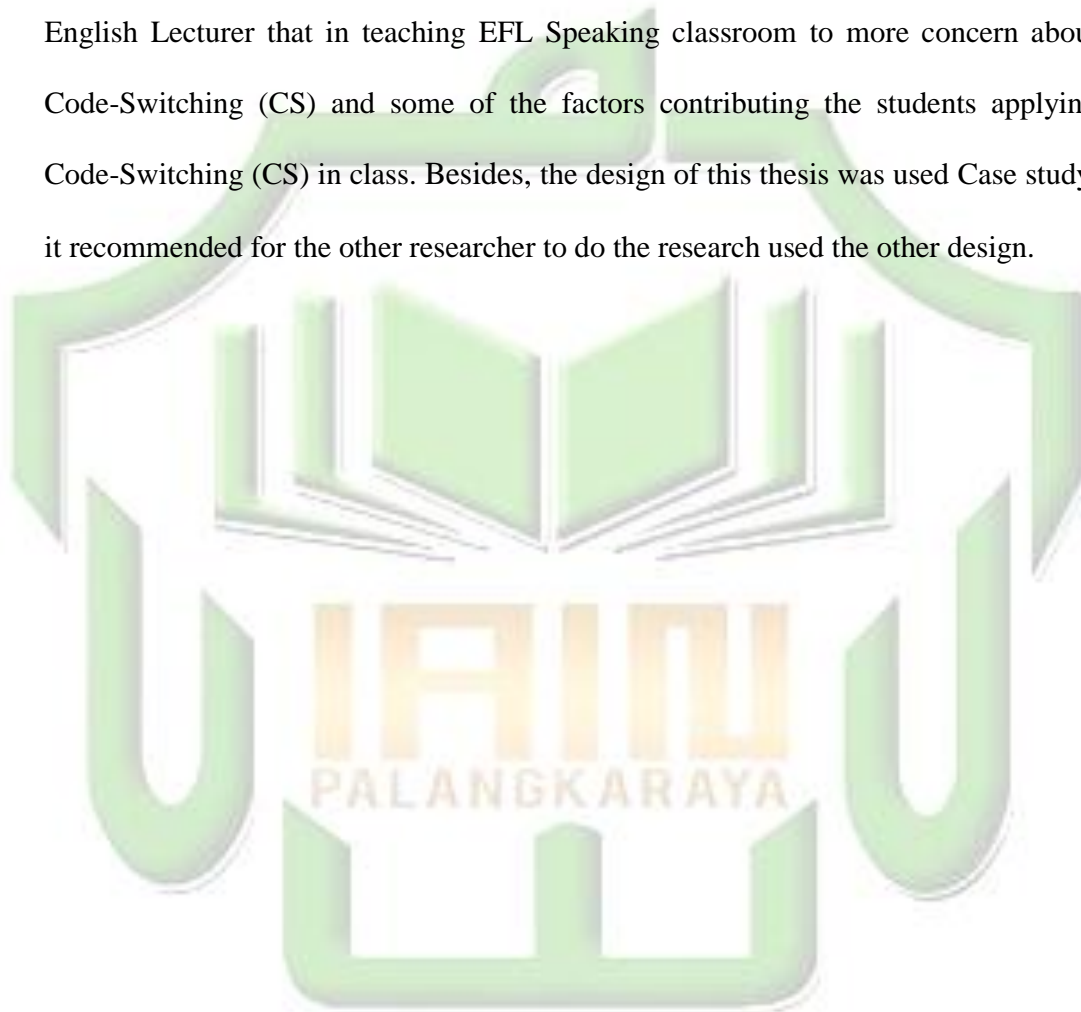 English Lecturer that in teaching EFL Speaking classroom to more concern abou
Code-Switching (CS) and some of the factors contributing the students applyin
Code-Switching (CS) in class. Besides, the design of this thesis was used Case study
it recommended for the other researcher to do the research used the other design.
IAIN
PALANGKARAYA